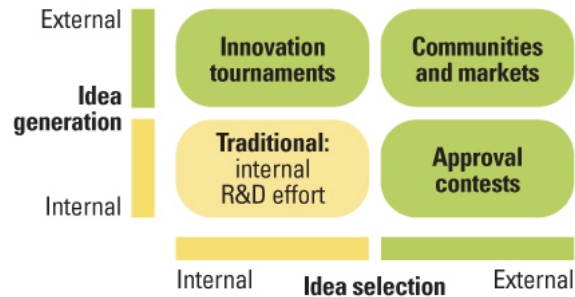 External
Innovation
tournaments
Communities
and markets
Idea
generation
Traditional:
internal
R&D effort
Approval
contests
Internal
Internal
Idea selection
External